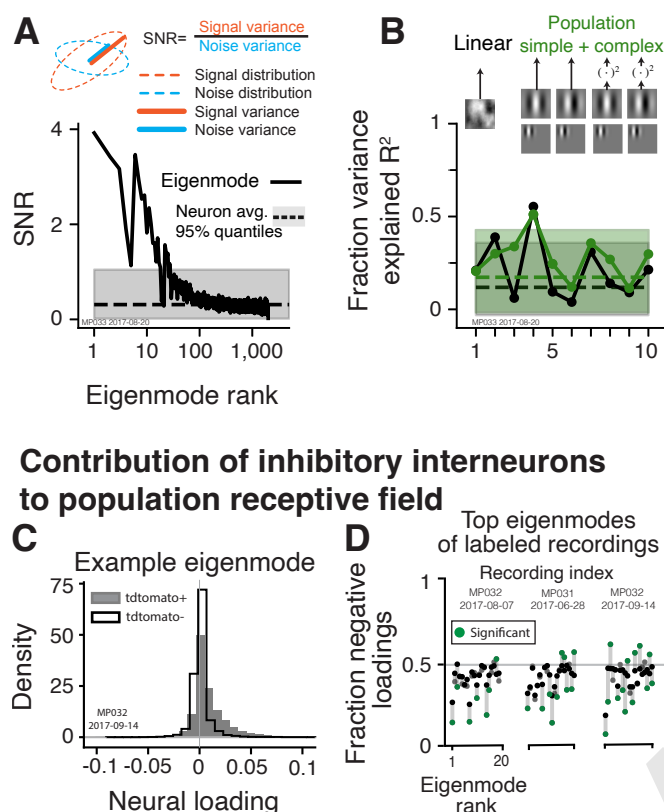 A
SNR=
Signal variance
Noise variance
Signal distribution
Noise distribution
Signal variance
Noise variance
4
2
0
SNR
Eigenmode
Neuron avg.
95% quantiles
MP033 2017-08-20
1
10
100
1,000
Eigenmode rank
B
Linear
Population
simple + complex
(·)²
(·)²
1
0.5
0
Fraction variance
explained R²
MP033 2017-08-20
1
5
10
Contribution of inhibitory interneurons
to population receptive field
C
Example eigenmode
75
50
25
0
Density
tdtomato+
tdtomato-
MP032
2017-09-14
-0.1
-0.05
0
0.05
0.1
Neural loading
D
Top eigenmodes
of labeled recordings
Recording index
MP032
2017-08-07
MP031
2017-06-28
MP032
2017-09-14
Significant
1
0.5
0
Fraction negative
loadings
1
20
Eigenmode
rank